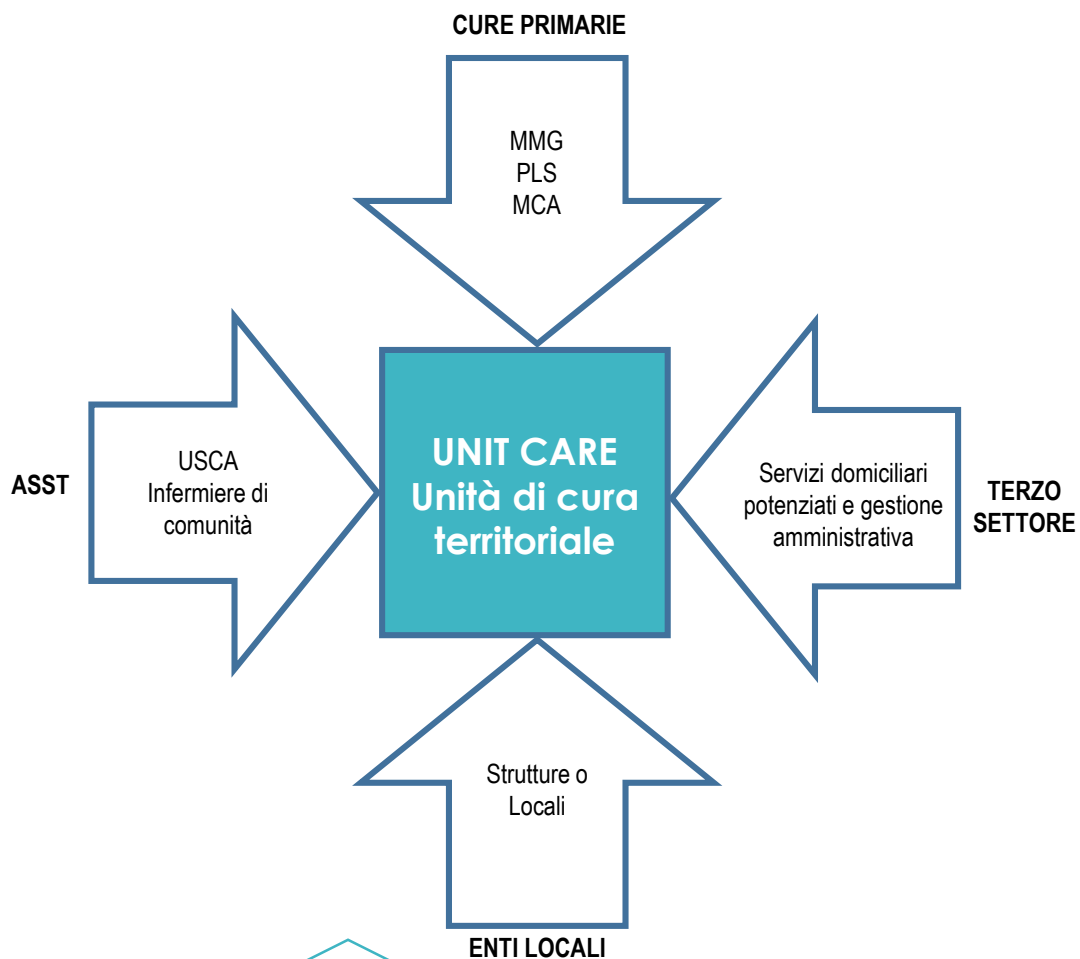 CURE PRIMARIE
MMG
PLS
MCA
ASST
USCA
Infermiere di
comunità
UNIT CARE
Unità di cura
territoriale
Servizi domiciliari
potenziati e gestione
amministrativa
TERZO
SETTORE
Strutture o
Locali
ENTI LOCALI